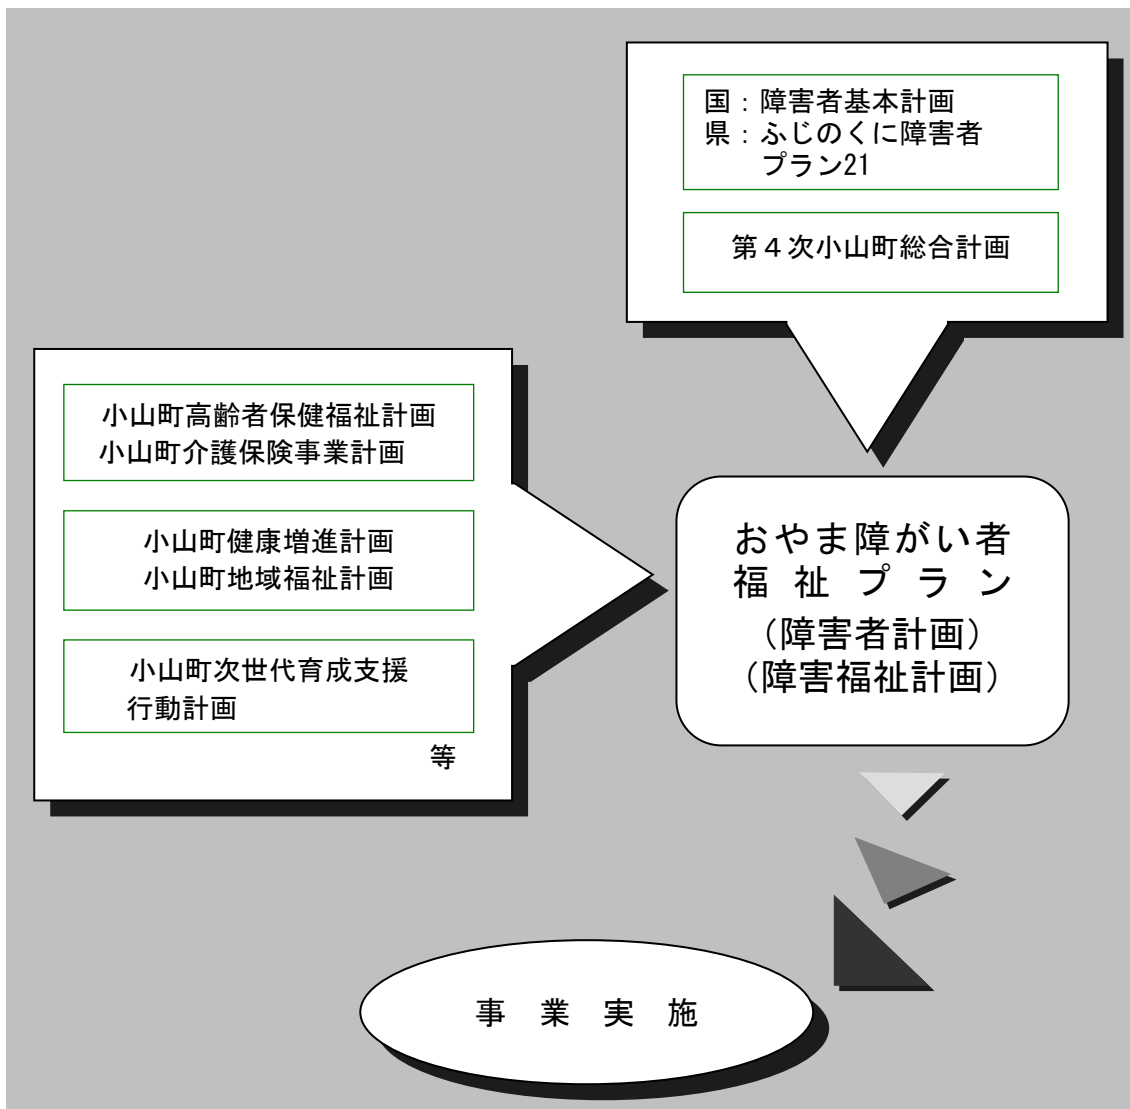 国：障害者基本計画
県：ふじのくに障害者
プラン21
第４次小山町総合計画
小山町高齢者保健福祉計画
小山町介護保険事業計画
小山町健康増進計画
小山町地域福祉計画
小山町次世代育成支援
行動計画
等
おやま障がい者
福祉プラン
（障害者計画）
（障害福祉計画）
事業実施